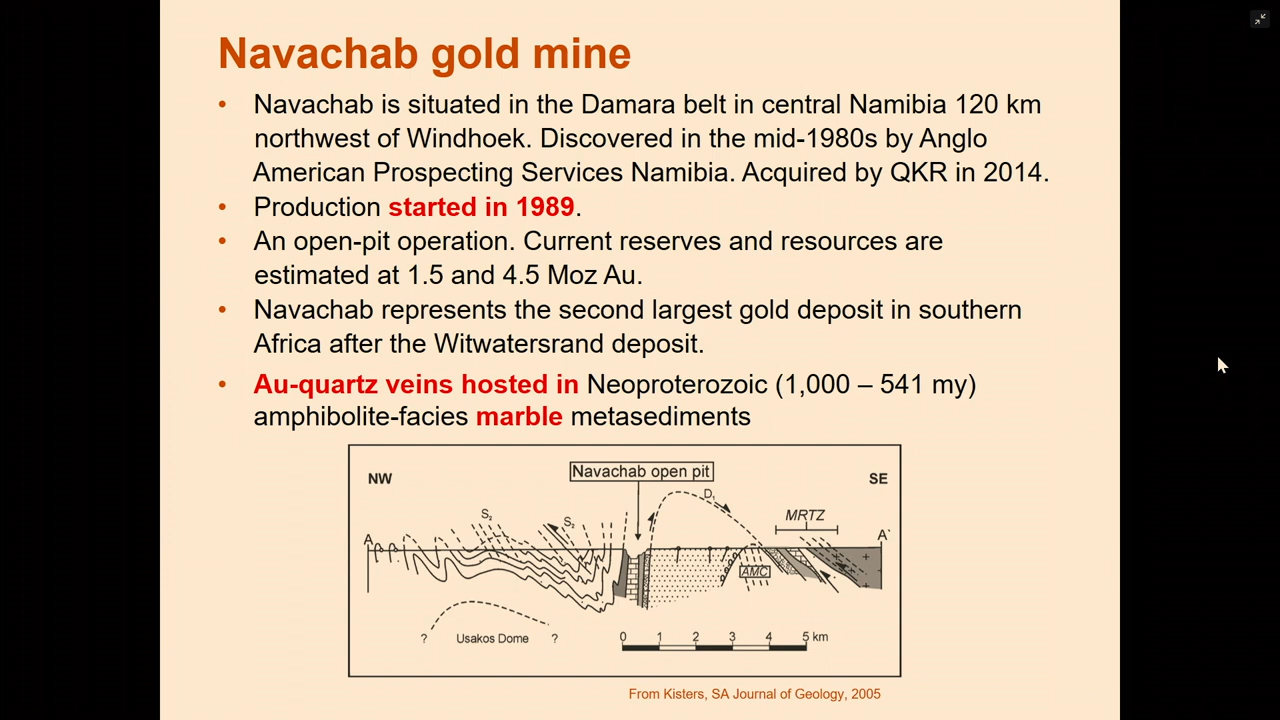 Navachab gold mine
• Navachab is situated in the Damara belt in central Namibia 120 km
northwest of Windhoek. Discovered in the mid-1980s by Anglo
American Prospecting Services Namibia. Acquired by QKR in 2014.
• Production started in 1989.
• An open-pit operation. Current reserves and resources are
estimated at 1.5 and 4.5 Moz Au.
• Navachab represents the second largest gold deposit in southern
Africa after the Witwatersrand deposit.
• Au-quartz veins hosted in Neoproterozoic (1,000 – 541 my)
amphibolite-facies marble metasediments
NW
Navachab open pit
SE
D₁
S₂
S₂
MRTZ
A
A'
AMC
? Usakos Dome ?
0 1 2 3 4 5 km
From Kisters, SA Journal of Geology, 2005